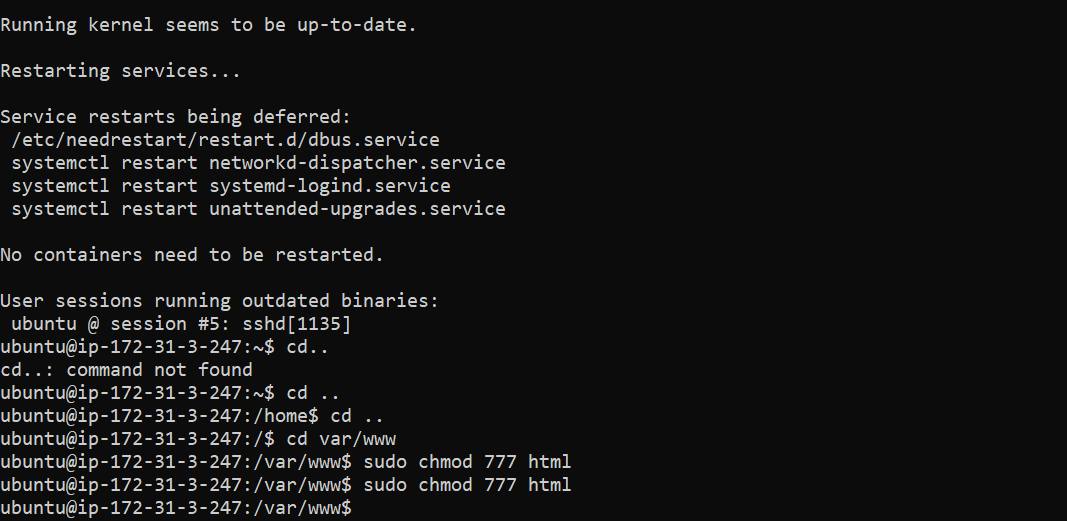 Running kernel seems to be up-to-date.
Restarting services...
Service restarts being deferred:
/etc/needrestart/restart.d/dbus.service
systemctl restart networkd-dispatcher.service
systemctl restart systemd-logind.service
systemctl restart unattended-upgrades.service
No containers need to be restarted.
User sessions running outdated binaries:
ubuntu @ session #5: sshd[1135]
ubuntu@ip-172-31-3-247:~$ cd..
cd..: command not found
ubuntu@ip-172-31-3-247:~$ cd ..
ubuntu@ip-172-31-3-247:/home$ cd ..
ubuntu@ip-172-31-3-247:/$ cd var/www
ubuntu@ip-172-31-3-247:/var/www$ sudo chmod 777 html
ubuntu@ip-172-31-3-247:/var/www$ sudo chmod 777 html
ubuntu@ip-172-31-3-247:/var/www$